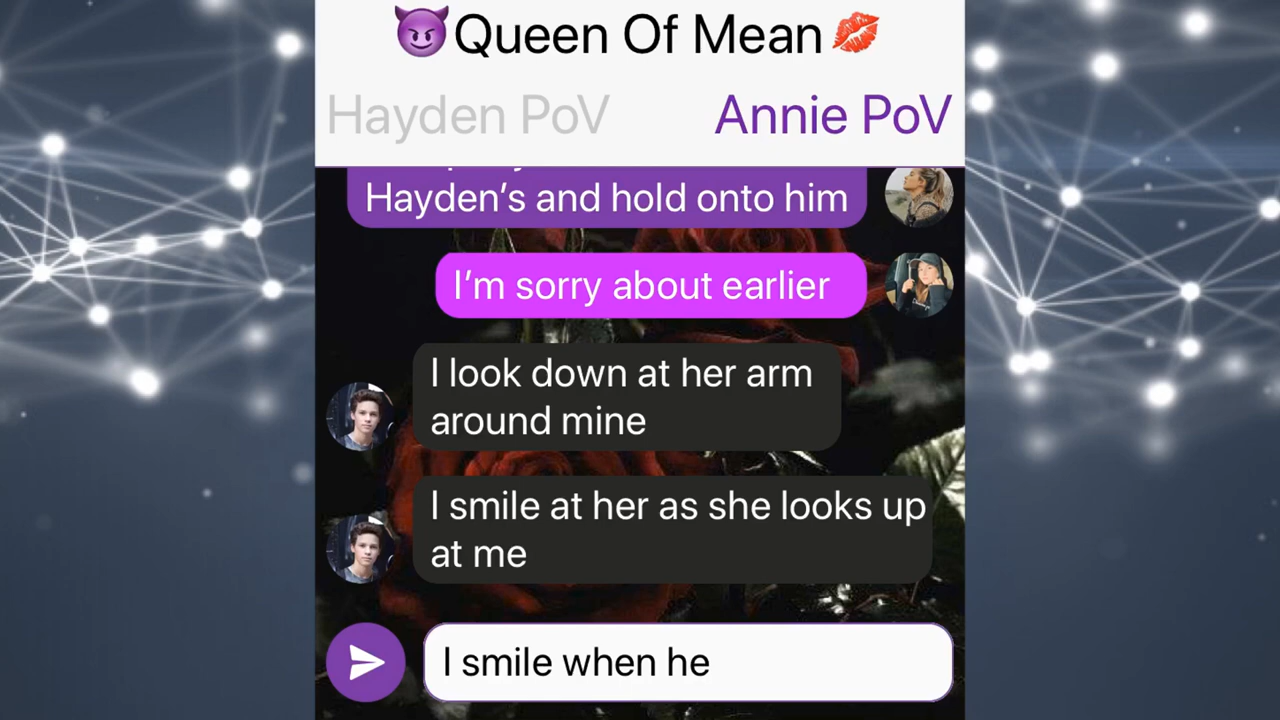 😈Queen Of Mean💋
Hayden PoV
Annie PoV
Hayden’s and hold onto him
I’m sorry about earlier
I look down at her arm
around mine
I smile at her as she looks up
at me
I smile when he